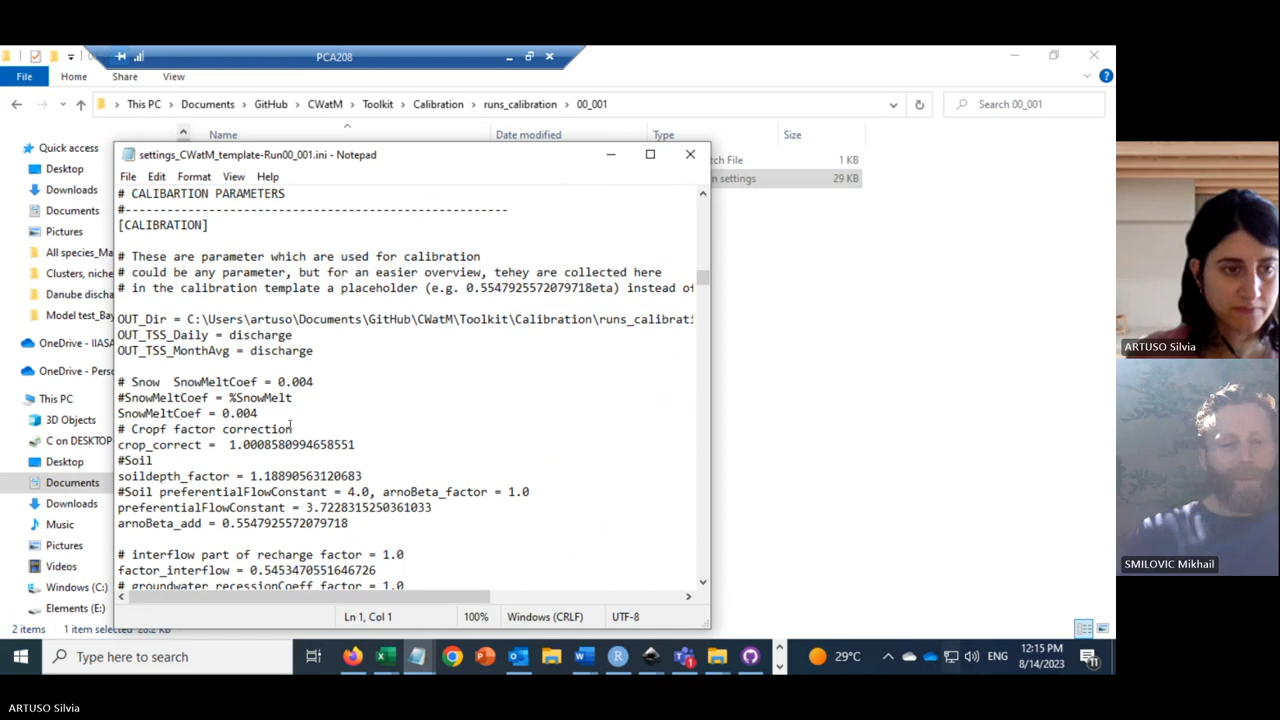 PCA208
File
Home
Share
View
This PC
Documents
GitHub
CWatM
Toolkit
Calibration
runs_calibration
00_001
Search 00_001
Name
Date modified
Type
Size
Quick access
Desktop
Downloads
Documents
Pictures
All species_Ma
Clusters, niche
Danube discha
Model test_Bay
OneDrive - IIAS
OneDrive - Perso
This PC
3D Objects
C on DESKTOP
Desktop
Documents
Downloads
Music
Pictures
Videos
Windows (C:)
Elements (E:)
tch File
1 KB
n settings
29 KB
settings_CWatM_template-Run00_001.ini - Notepad
File Edit Format View Help
# CALIBARTION PARAMETERS
#-------------------------------------------------------
[CALIBRATION]
# These are parameter which are used for calibration
# could be any parameter, but for an easier overview, tehey are collected here
# in the calibration template a placeholder (e.g. 0.5547925572079718eta) instead of
OUT_Dir = C:\Users\artuso\Documents\GitHub\CWatM\Toolkit\Calibration\runs_calibrati
OUT_TSS_Daily = discharge
OUT_TSS_MonthAvg = discharge
# Snow  SnowMeltCoef = 0.004
#SnowMeltCoef = %SnowMelt
SnowMeltCoef = 0.004
# Cropf factor correction
crop_correct =  1.0008580994658551
#Soil
soildepth_factor = 1.18890563120683
#Soil preferentialFlowConstant = 4.0, arnoBeta_factor = 1.0
preferentialFlowConstant = 3.7228315250361033
arnoBeta_add = 0.5547925572079718
# interflow part of recharge factor = 1.0
factor_interflow = 0.5453470551646726
# groundwater recessionCoeff factor = 1.0
Ln 1, Col 1
100%
Windows (CRLF)
UTF-8
2 items
1 item selected
Type here to search
29°C
ENG
12:15 PM
8/14/2023
ARTUSO Silvia
SMILOVIC Mikhail
ARTUSO Silvia